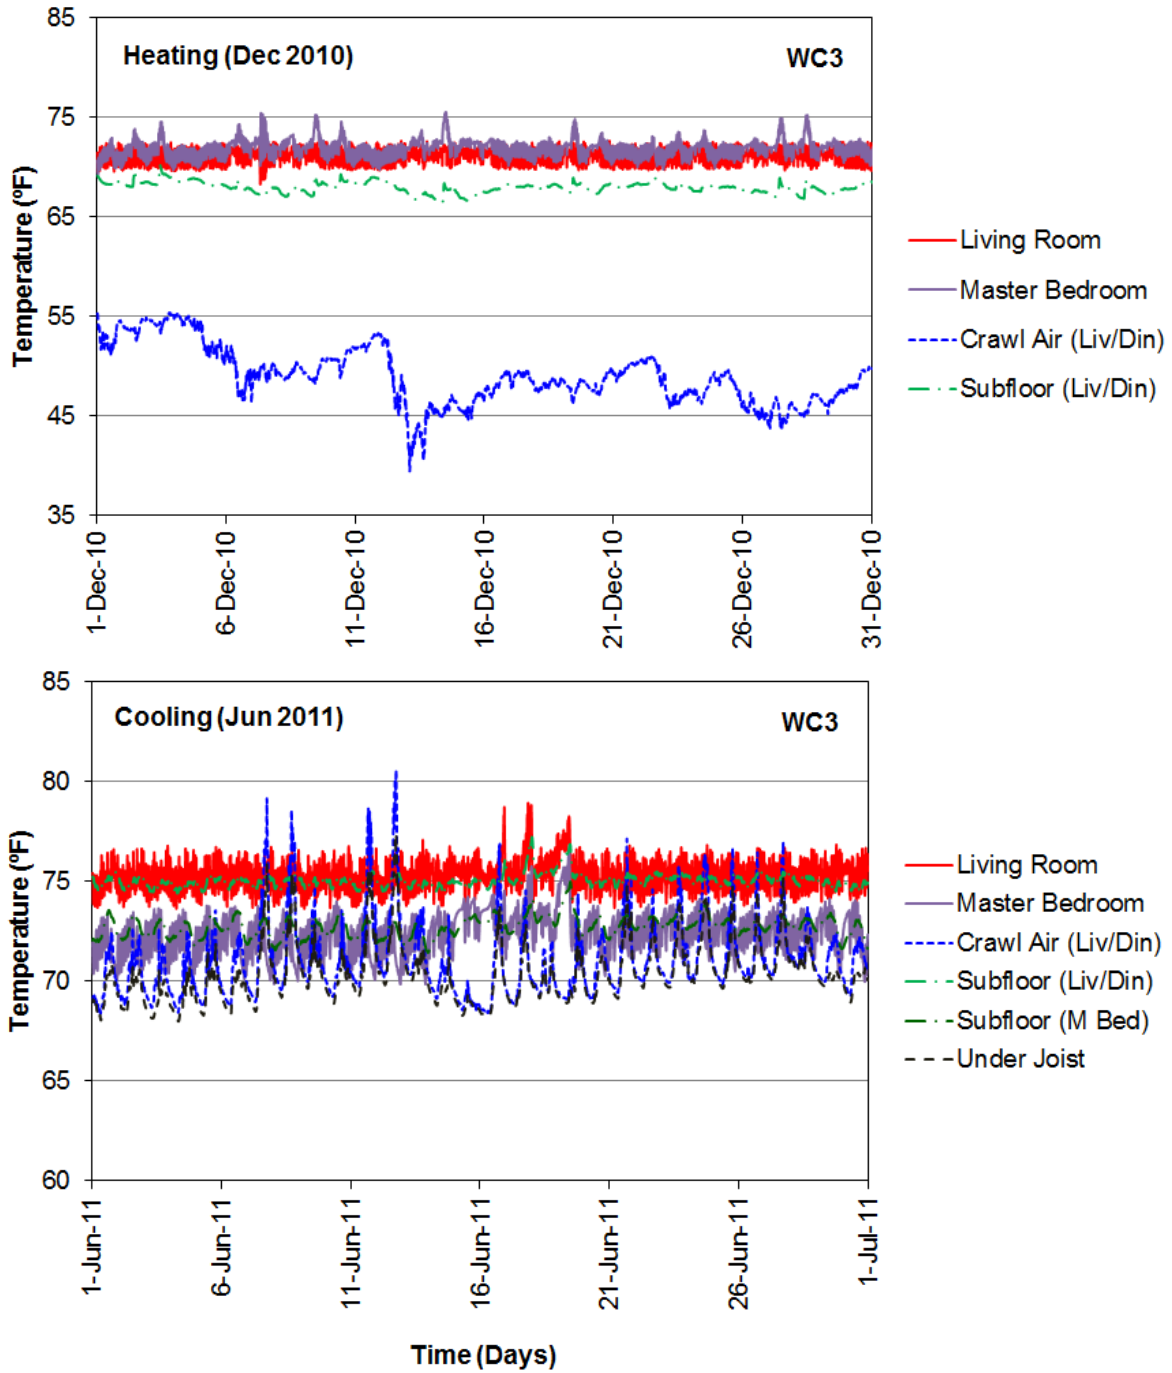 85
Heating (Dec 2010)
WC3
75
65
55
45
35
Temperature (ºF)
1-Dec-10
6-Dec-10
11-Dec-10
16-Dec-10
21-Dec-10
26-Dec-10
31-Dec-10
Living Room
Master Bedroom
Crawl Air (Liv/Din)
Subfloor (Liv/Din)
85
Cooling (Jun 2011)
WC3
80
75
70
65
60
Temperature (ºF)
1-Jun-11
6-Jun-11
11-Jun-11
16-Jun-11
21-Jun-11
26-Jun-11
1-Jul-11
Time (Days)
Living Room
Master Bedroom
Crawl Air (Liv/Din)
Subfloor (Liv/Din)
Subfloor (M Bed)
Under Joist